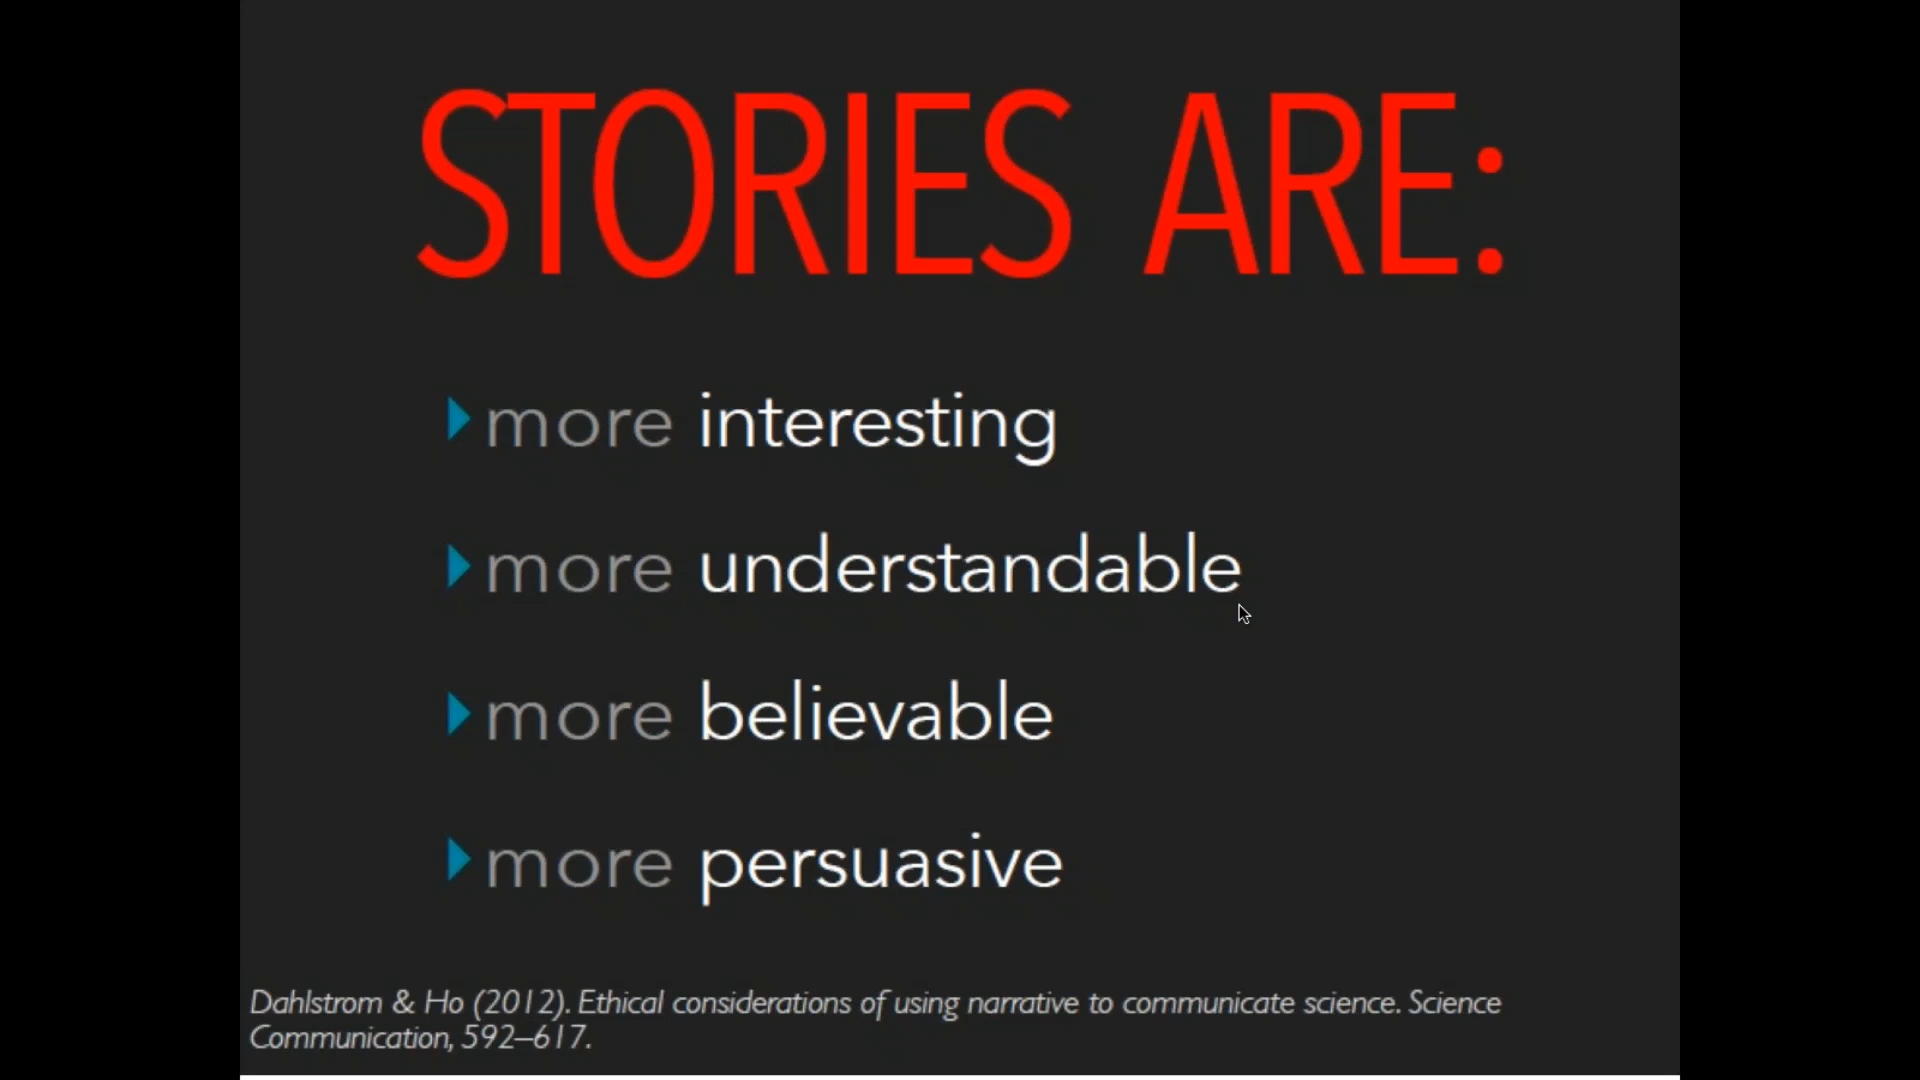 STORIES ARE:
more interesting
more understandable
more believable
more persuasive
Dahlstrom & Ho (2012). Ethical considerations of using narrative to communicate science. Science
Communication, 592–617.